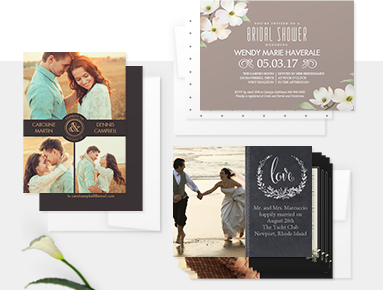 YOU'RE INVITED TO A
BRIDAL SHOWER
HONORING
WENDY MARIE HAVERALE
05.03.17
CAROLINE
MARTIN
&
DENNIS
CAMPBELL
love
Mr. and Mrs. Marcuccio
happily married on
August 26th
The Yacht Club
Newport, Rhode Island